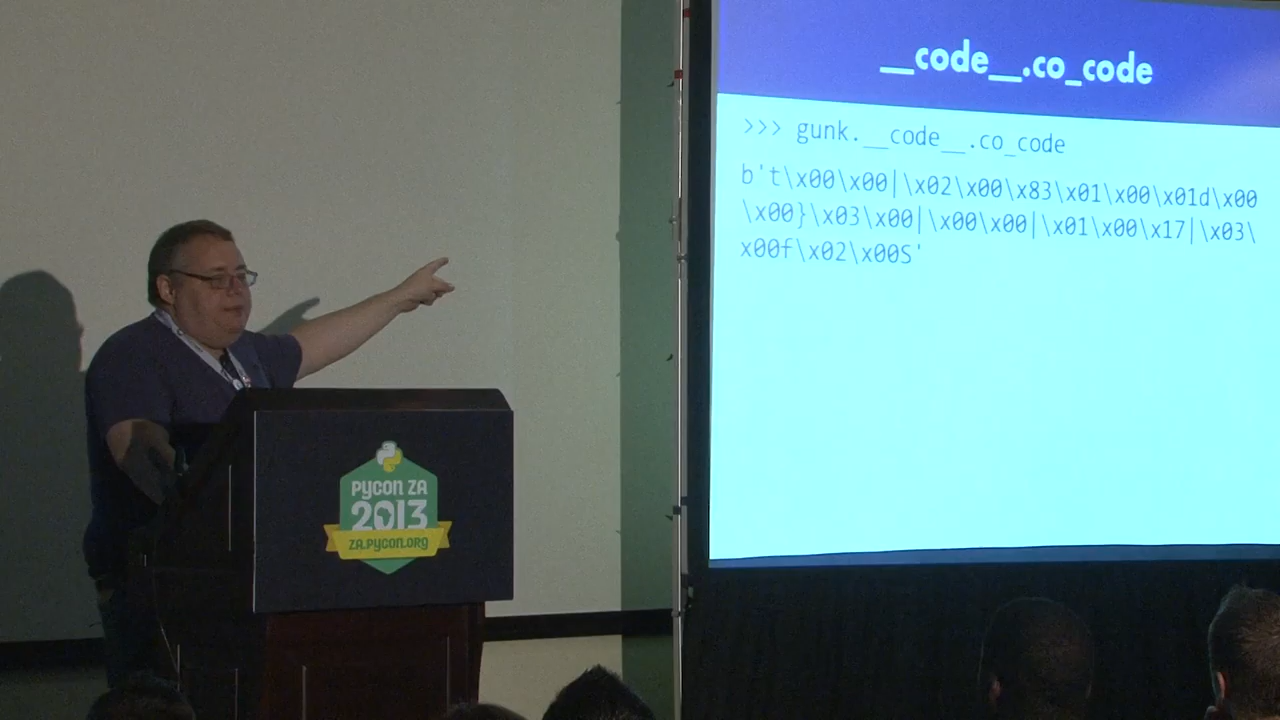 __code__.co_code
>>> gunk.__code__.co_code
b't\x00\x00|\x02\x00\x83\x01\x00\x01d\x00
\x00}\x03\x00|\x00\x00|\x01\x00\x17|\x03\
x00f\x02\x00S'
PYCON ZA
2013
ZA.PYCON.ORG